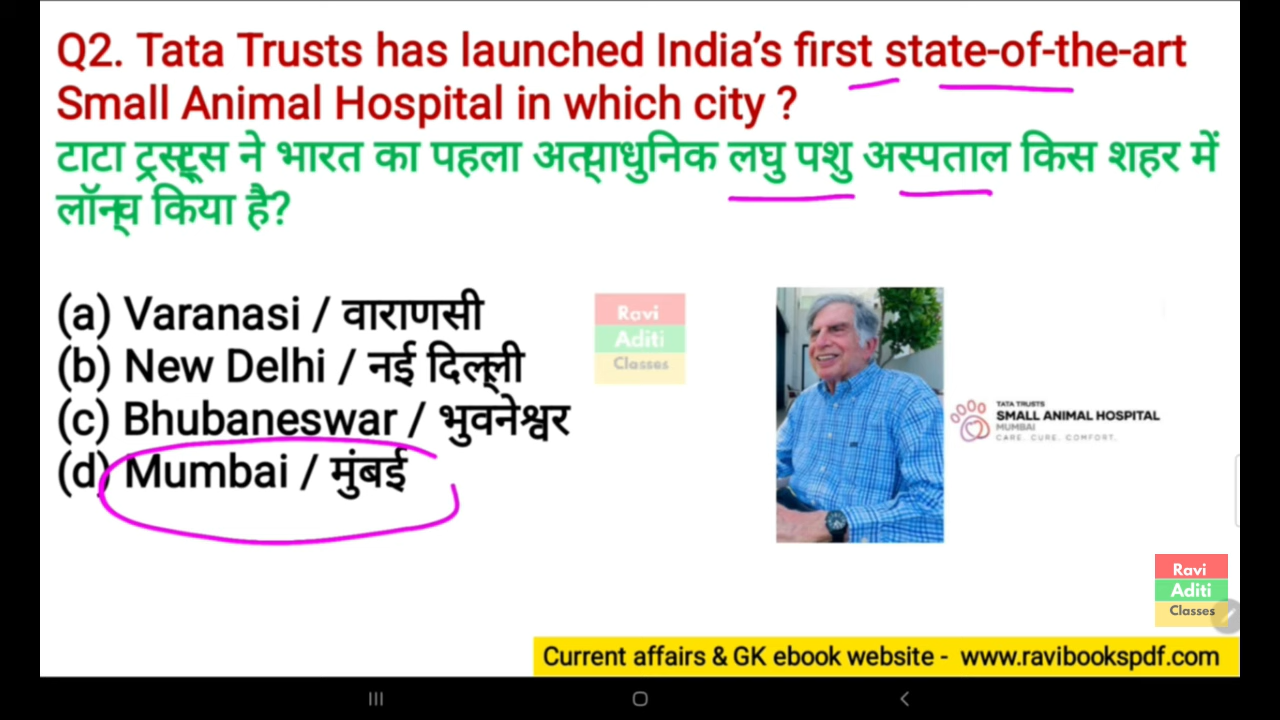 Q2. Tata Trusts has launched India's first state-of-the-art
Small Animal Hospital in which city ?
टाटा ट्रस्ट्स ने भारत का पहला अत्याधुनिक लघु पशु अस्पताल किस शहर में
लॉन्च किया है?
(a) Varanasi / वाराणसी
(b) New Delhi / नई दिल्ली
(c) Bhubaneswar / भुवनेश्वर
(d) Mumbai / मुंबई
Ravi
Aditi
Classes
TATA TRUSTS
SMALL ANIMAL HOSPITAL
MUMBAI
CARE. CURE. COMFORT.
Ravi
Aditi
Classes
Current affairs & GK ebook website - www.ravibookspdf.com